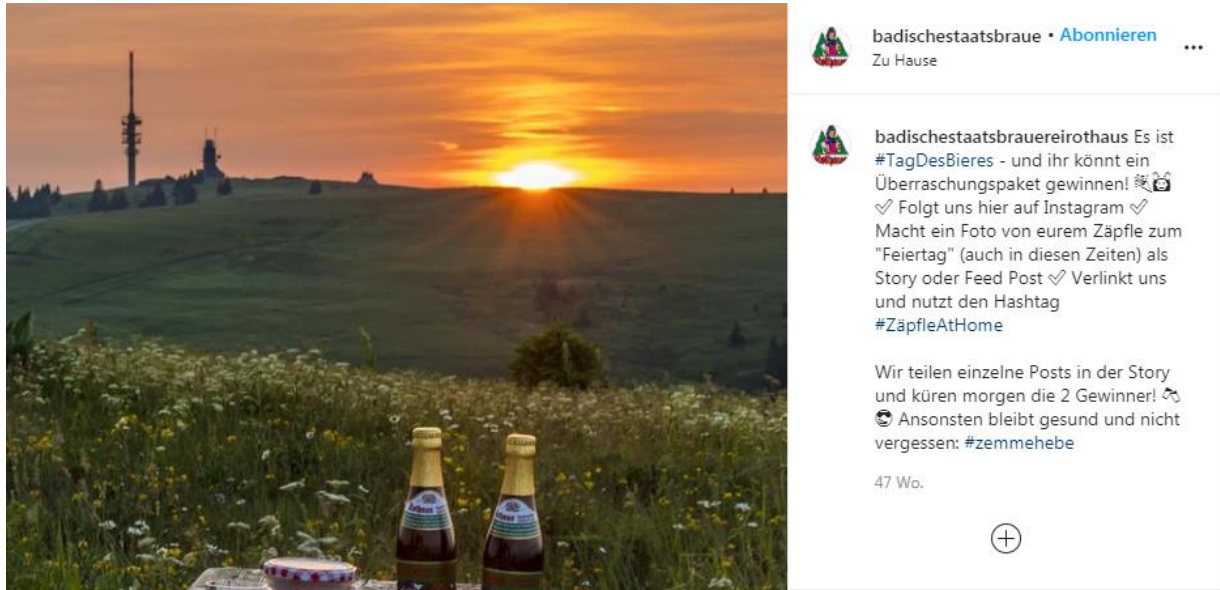 badischestaatsbraue • Abonnieren
Zu Hause
badischestaatsbrauereirothaus Es ist
#TagDesBieres - und ihr könnt ein
Überraschungspaket gewinnen!
Folgt uns hier auf Instagram
Macht ein Foto von eurem Zäpfle zum
"Feiertag" (auch in diesen Zeiten) als
Story oder Feed Post ✅ Verlinkt uns
und nutzt den Hashtag
#ZäpfleAtHome
Wir teilen einzelne Posts in der Story
und küren morgen die 2 Gewinner!
Ansonsten bleibt gesund und nicht
vergessen: #zemmehebe
47 Wo.